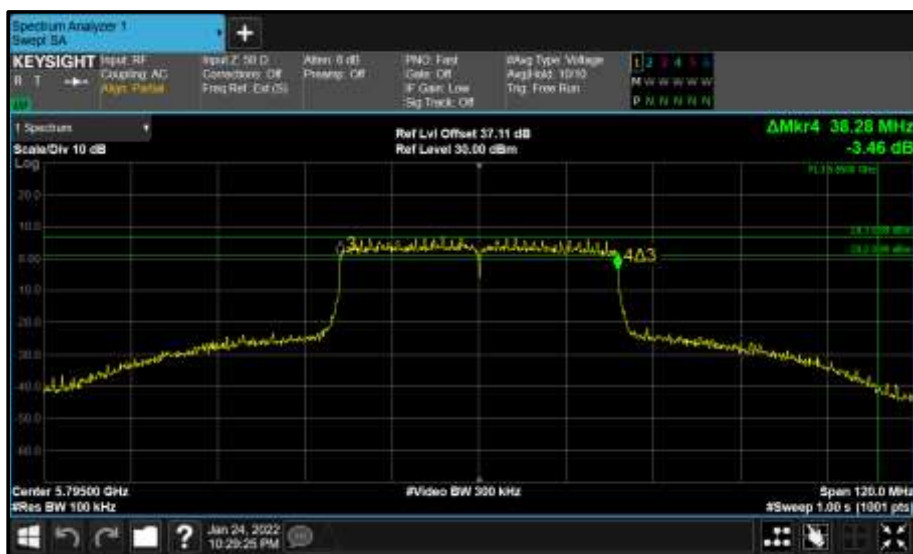 Spectrum Analyzer 1
Swept SA
+
KEYSIGHT
R T
Input: RF
Coupling: AC
Align: Partial
Input Z: 50 Ω
Corrections: Off
Freq Ref: Ext (S)
Atten: 0 dB
Preamp: Off
PNO: Fast
Gate: Off
IF Gain: Low
Sig Track: Off
#Avg Type: Voltage
Avg|Hold: 10/10
Trig: Free Run
1 2 3 4 5 6
M W W W W W
P N N N N N
1 Spectrum
Scale/Div 10 dB
Ref Lvl Offset 37.11 dB
Ref Level 30.00 dBm
ΔMkr4 38.28 MHz
-3.46 dB
Log
20.0
10.0
0.00
-10.0
-20.0
-30.0
-40.0
-50.0
-60.0
3
4Δ3
Center 5.79500 GHz
#Res BW 100 kHz
#Video BW 300 kHz
Span 120.0 MHz
#Sweep 1.00 s (1001 pts)
?
Jan 24, 2022
10:29:25 PM